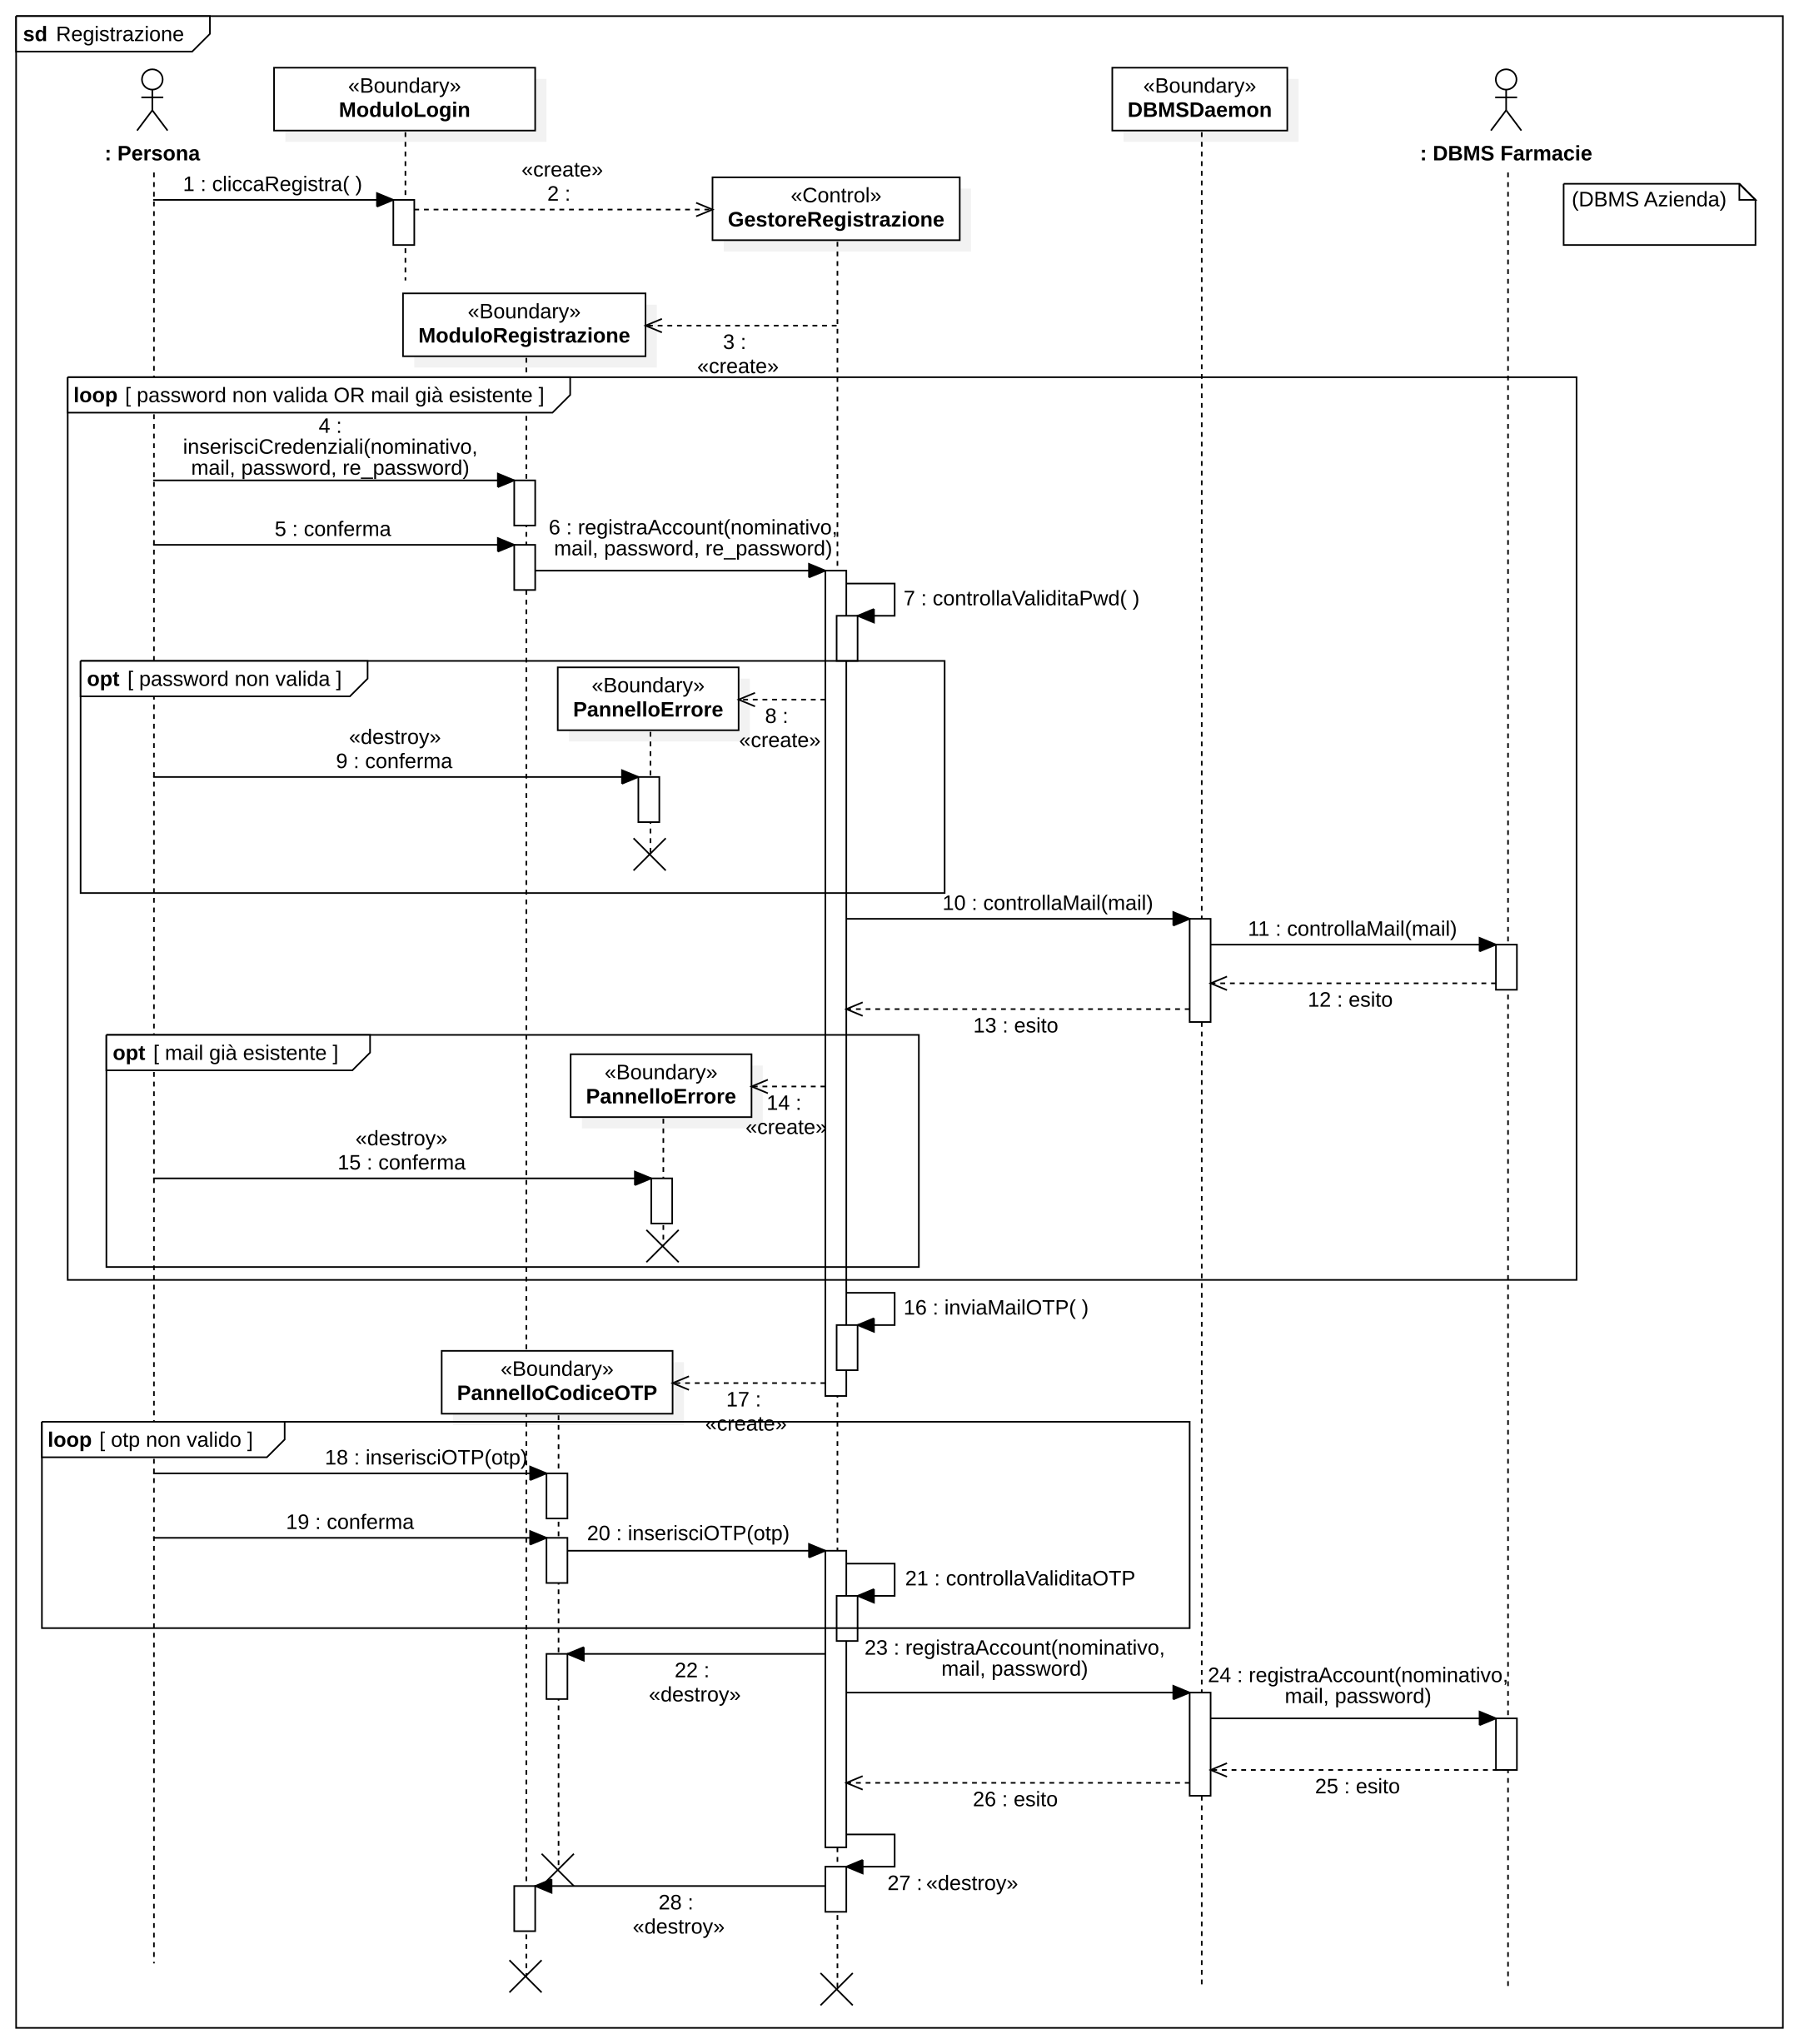 sd Registrazione
«Boundary»
ModuloLogin
«Boundary»
DBMSDaemon
: Persona
: DBMS Farmacie
1 : cliccaRegistra( )
«create»
2 :
«Control»
GestoreRegistrazione
(DBMS Azienda)
«Boundary»
ModuloRegistrazione
3 :
«create»
loop [ password non valida OR mail già esistente ]
4 :
inserisciCredenziali(nominativo,
mail, password, re_password)
5 : conferma
6 : registraAccount(nominativo,
mail, password, re_password)
7 : controllaValiditaPwd( )
opt [ password non valida ]
«Boundary»
PannelloErrore
8 :
«create»
«destroy»
9 : conferma
10 : controllaMail(mail)
11 : controllaMail(mail)
12 : esito
13 : esito
opt [ mail già esistente ]
«Boundary»
PannelloErrore
14 :
«create»
«destroy»
15 : conferma
16 : inviaMailOTP( )
«Boundary»
PannelloCodiceOTP
17 :
«create»
loop [ otp non valido ]
18 : inserisciOTP(otp)
19 : conferma
20 : inserisciOTP(otp)
21 : controllaValiditaOTP
22 :
«destroy»
23 : registraAccount(nominativo,
mail, password)
24 : registraAccount(nominativo,
mail, password)
25 : esito
26 : esito
27 : «destroy»
28 :
«destroy»